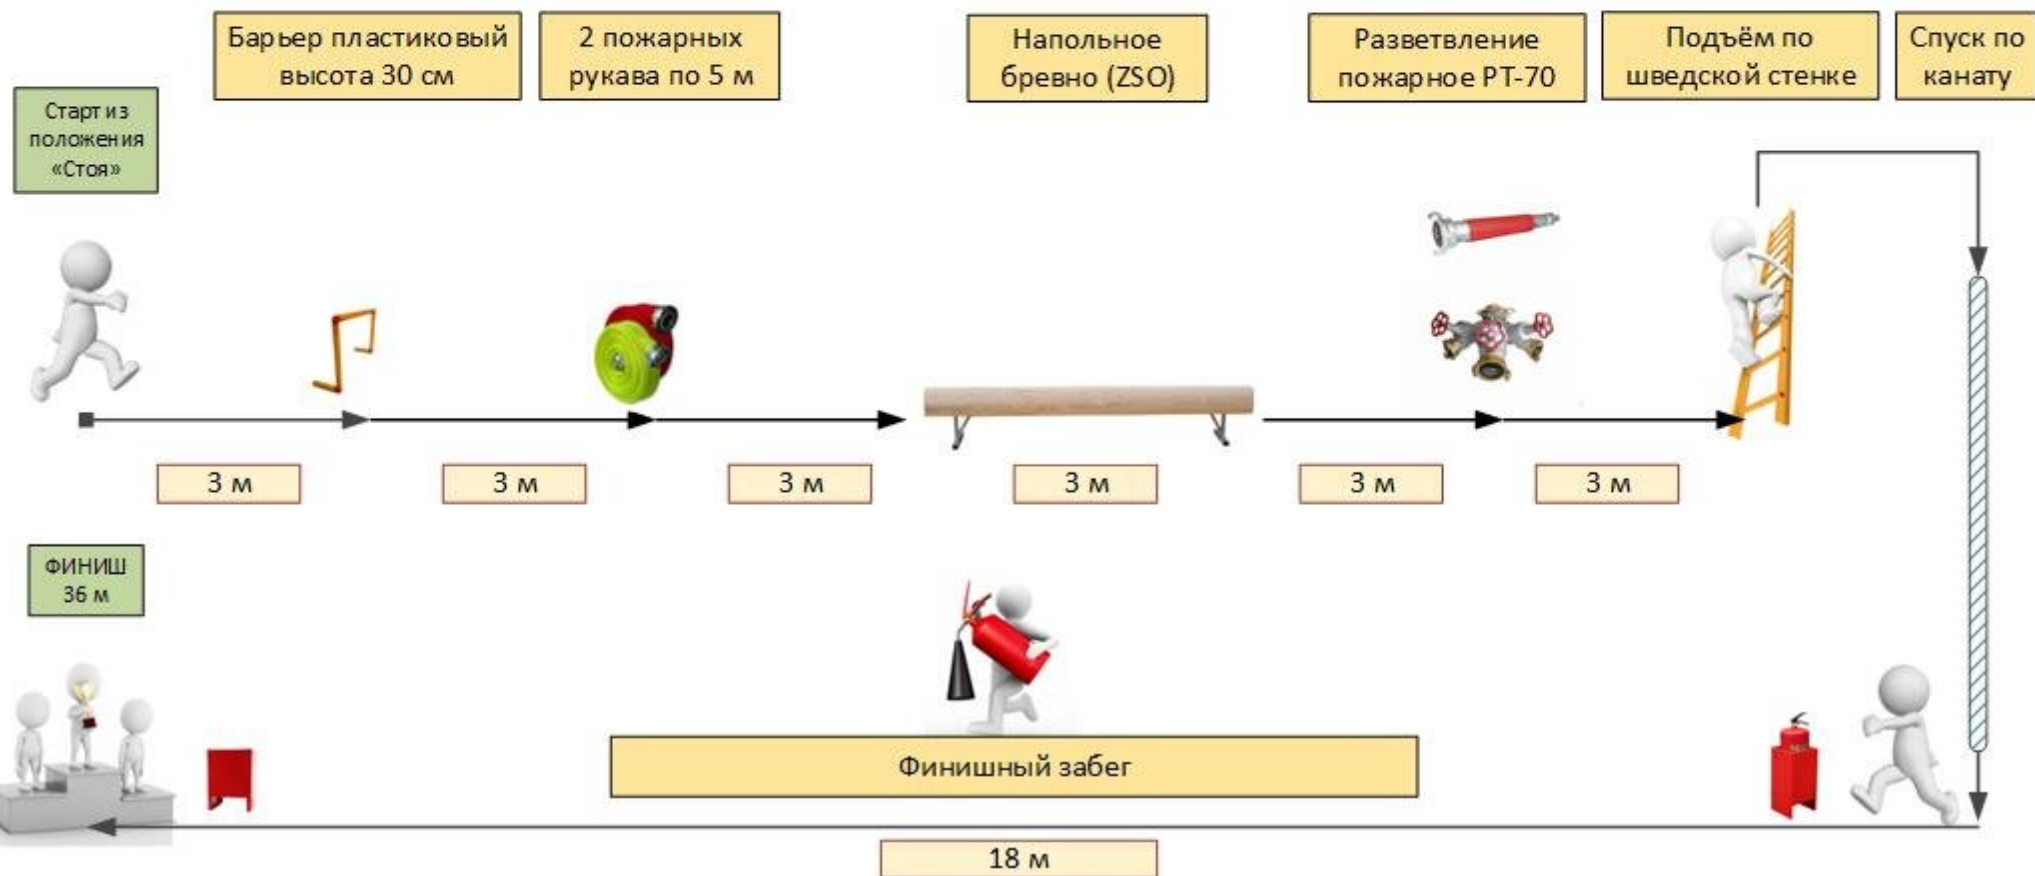 Барьер пластиковый
высота 30 см
2 пожарных
рукава по 5 м
Напольное
бревно (ZSO)
Разветвление
пожарное РТ-70
Подъём по
шведской стенке
Спуск по
канату
Старт из
положения
«Стоя»
3 м
3 м
3 м
3 м
3 м
3 м
ФИНИШ
36 м
Финишный забег
18 м